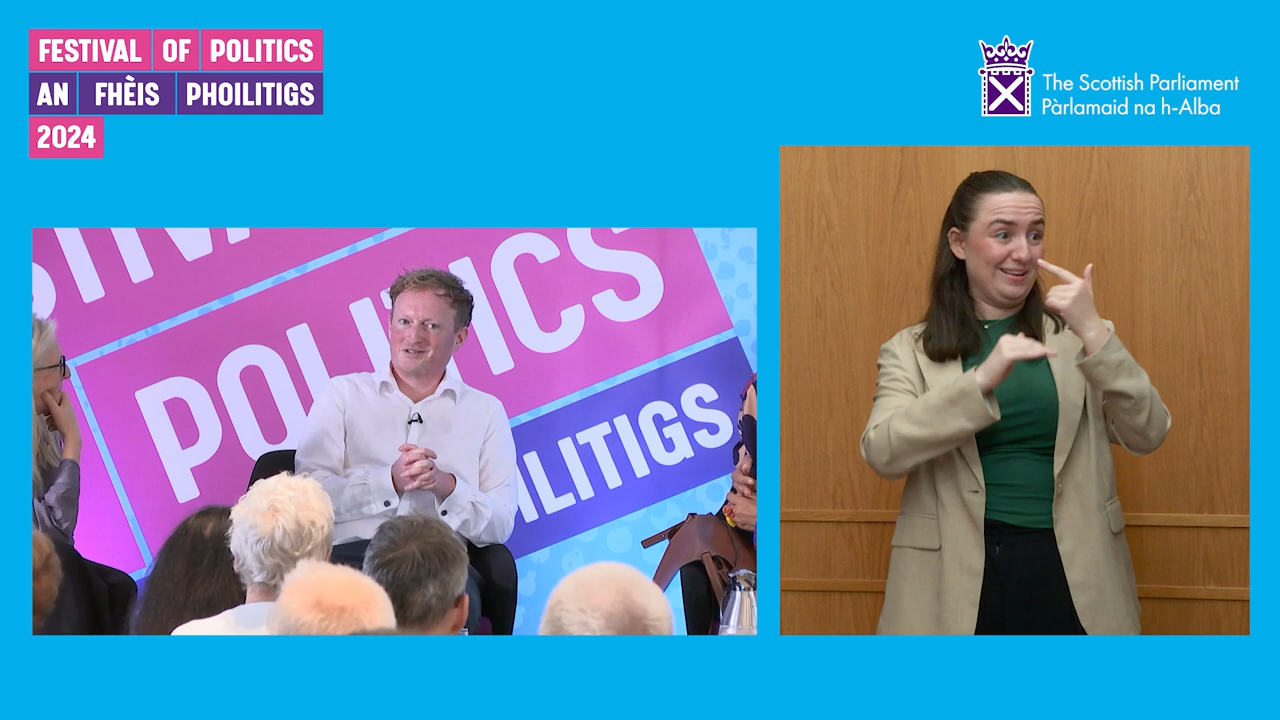 FESTIVAL OF POLITICS
AN FHÈIS PHOILITIGS
2024
The Scottish Parliament
Pàrlamaid na h-Alba
POLITICS
ILITIGS